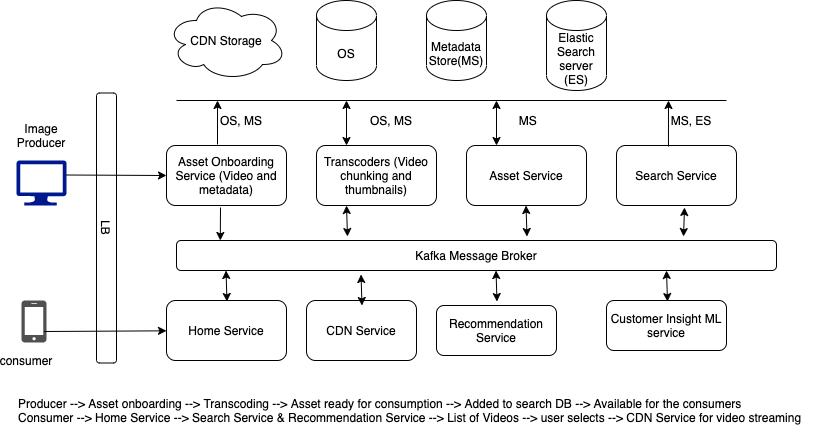 CDN Storage
OS
Metadata
Store(MS)
Elastic
Search
server
(ES)
OS, MS
OS, MS
MS
MS, ES
Image
Producer
Asset Onboarding
Service (Video and
metadata)
Transcoders (Video
chunking and
thumbnails)
Asset Service
Search Service
LB
Kafka Message Broker
consumer
Home Service
CDN Service
Recommendation
Service
Customer Insight ML
service
Producer --> Asset onboarding --> Transcoding --> Asset ready for consumption --> Added to search DB --> Available for the consumers
Consumer --> Home Service --> Search Service & Recommendation Service --> List of Videos --> user selects --> CDN Service for video streaming